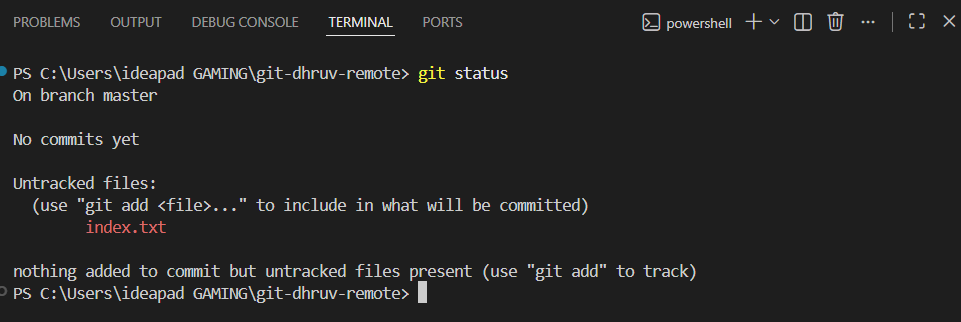 PROBLEMS OUTPUT DEBUG CONSOLE TERMINAL PORTS powershell
PS C:\Users\ideapad GAMING\git-dhruv-remote> git status
On branch master
No commits yet
Untracked files:
(use "git add <file>..." to include in what will be committed)
index.txt
nothing added to commit but untracked files present (use "git add" to track)
PS C:\Users\ideapad GAMING\git-dhruv-remote>